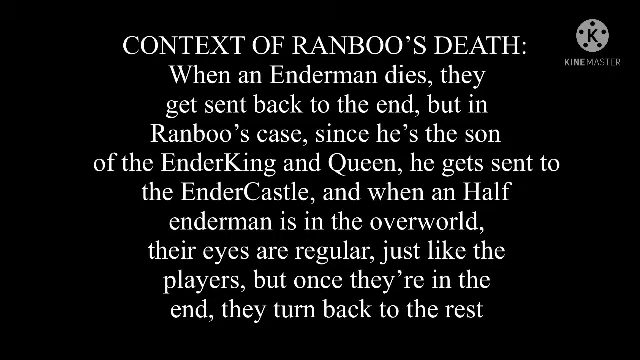 CONTEXT OF RANBOO'S DEATH:
When an Enderman dies, they
get sent back to the end, but in
Ranboo's case, since he's the son
of the EnderKing and Queen, he gets sent to
the EnderCastle, and when an Half
enderman is in the overworld,
their eyes are regular, just like the
players, but once they're in the
end, they turn back to the rest
K
KINEMASTER